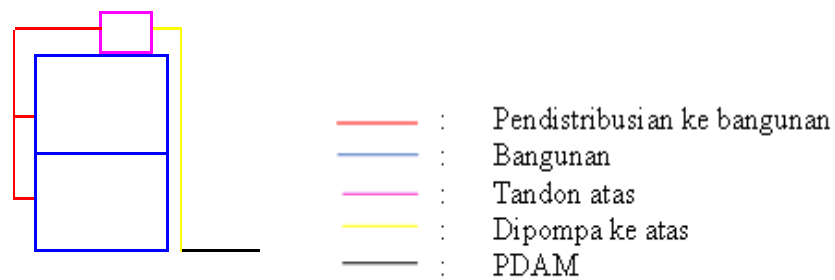 : Pendistribusian ke bangunan
: Bangunan
: Tandon atas
: Dipompa ke atas
: PDAM